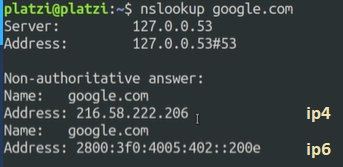 platzi@platzi:~$ nslookup google.com
Server: 127.0.0.53
Address: 127.0.0.53#53
Non-authoritative answer:
Name: google.com
Address: 216.58.222.206 ip4
Name: google.com
Address: 2800:3f0:4005:402::200e ip6